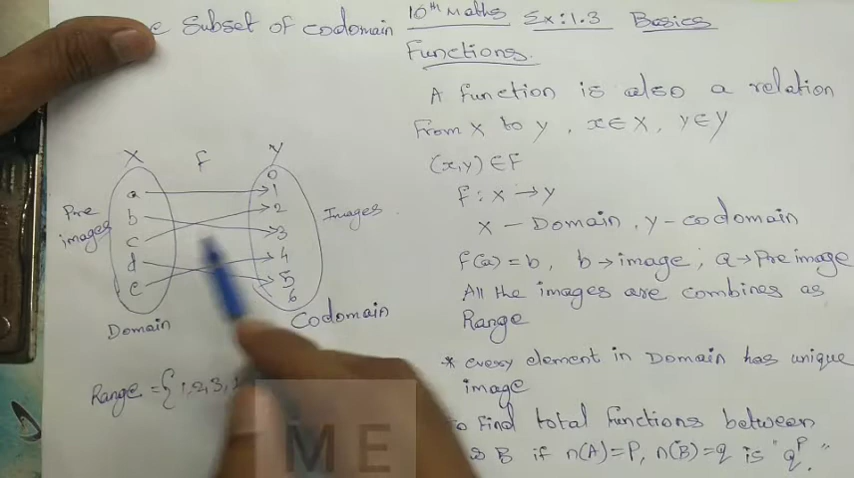 e Subset of codomain
10th Maths Ex:1.3 Basics
Functions.
A function is also a relation
From X to y, x∈X, y∈Y
(x,y)∈F
f: X→Y
X - Domain, y-codomain
f(a)=b, b→image; a→Preimage
All the images are combines as
Range
* every element in Domain has unique
image
Find total functions between
B if n(A)=P, n(B)=q is "q^P."
X F Y
0
a 1
b 2
c 3
d 4
e 5
6
Pre
images
Images
Domain
Codomain
Range = {1,2,3,
ME